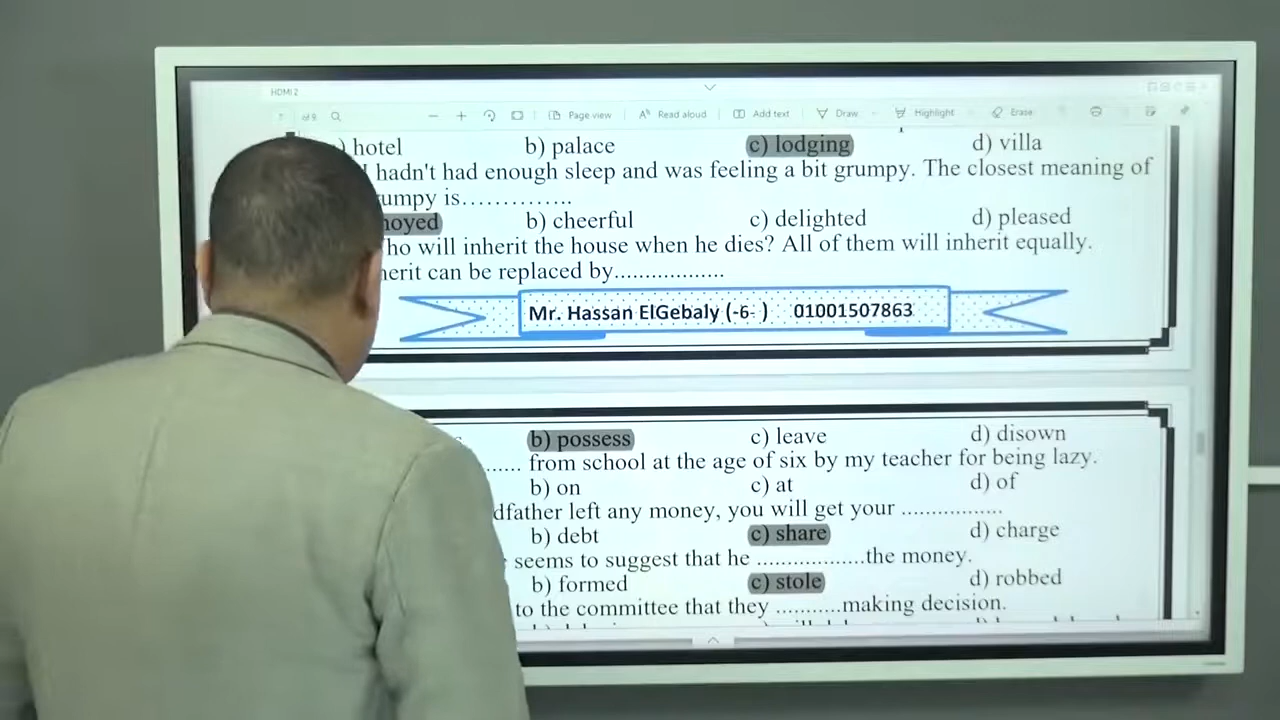 HDMI 2
of 9 Page view Read aloud Add text Draw Highlight Erase
) hotel b) palace c) lodging d) villa
hadn't had enough sleep and was feeling a bit grumpy. The closest meaning of
umpy is..............
noyed b) cheerful c) delighted d) pleased
ho will inherit the house when he dies? All of them will inherit equally.
herit can be replaced by...................
Mr. Hassan ElGebaly (-6- ) 01001507863
b) possess c) leave d) disown
...... from school at the age of six by my teacher for being lazy.
b) on c) at d) of
dfather left any money, you will get your .................
b) debt c) share d) charge
seems to suggest that he ..................the money.
b) formed c) stole d) robbed
to the committee that they ...........making decision.